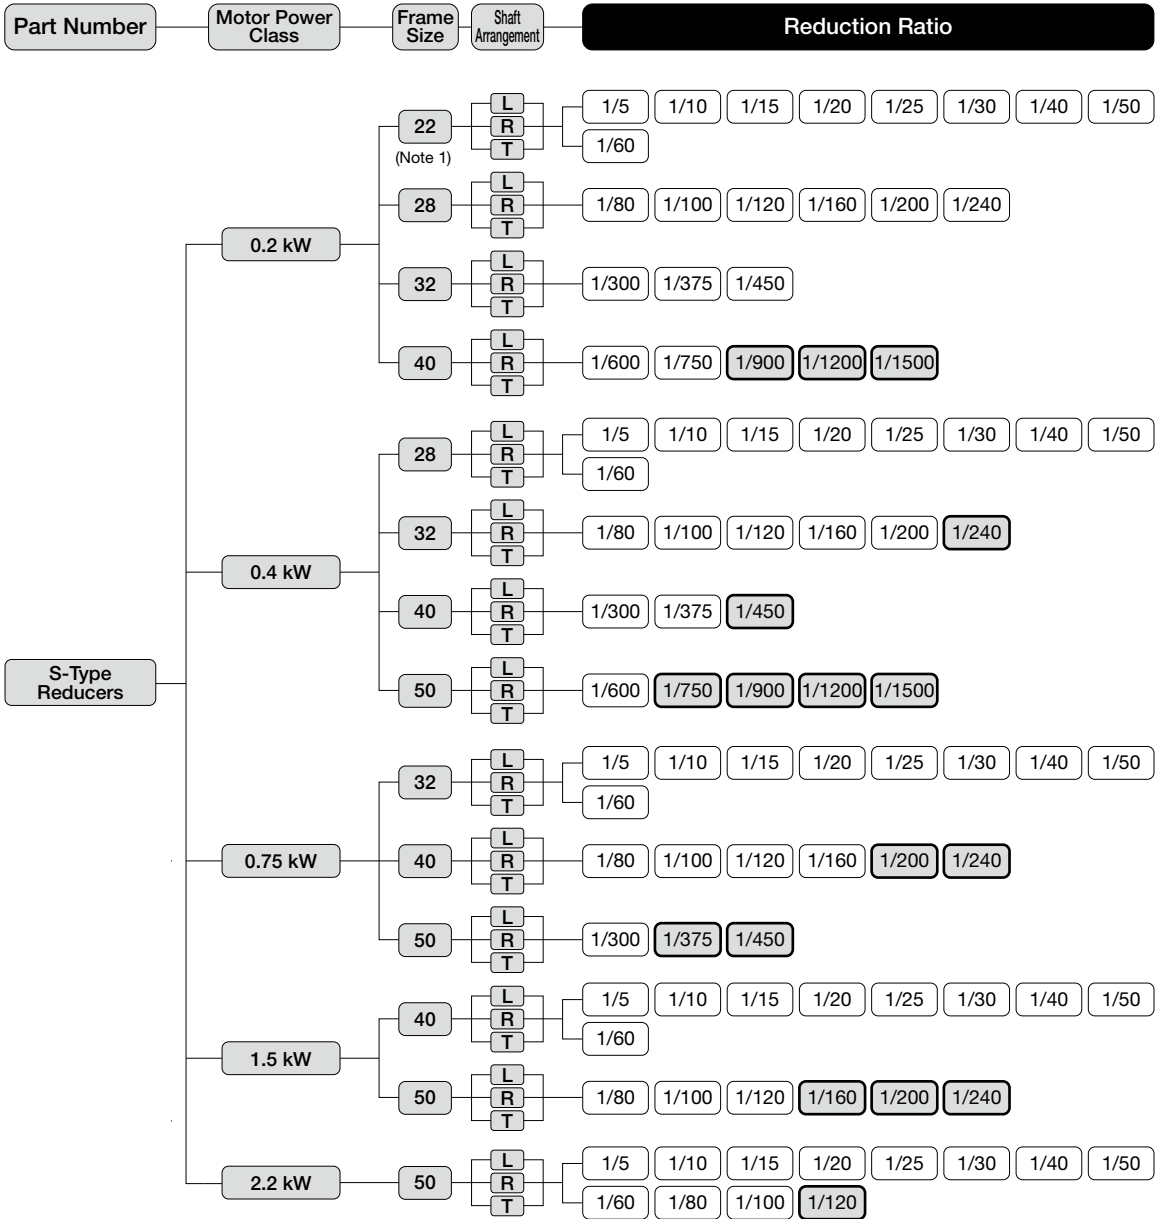 Part Number
Motor Power
Class
Frame
Size
Shaft
Arrangement
Reduction Ratio
S-Type
Reducers
0.2 kW
22
(Note 1)
L
R
T
1/5 1/10 1/15 1/20 1/25 1/30 1/40 1/50
1/60
28
L
R
T
1/80 1/100 1/120 1/160 1/200 1/240
32
L
R
T
1/300 1/375 1/450
40
L
R
T
1/600 1/750 1/900 1/1200 1/1500
0.4 kW
28
L
R
T
1/5 1/10 1/15 1/20 1/25 1/30 1/40 1/50
1/60
32
L
R
T
1/80 1/100 1/120 1/160 1/200 1/240
40
L
R
T
1/300 1/375 1/450
50
L
R
T
1/600 1/750 1/900 1/1200 1/1500
0.75 kW
32
L
R
T
1/5 1/10 1/15 1/20 1/25 1/30 1/40 1/50
1/60
40
L
R
T
1/80 1/100 1/120 1/160 1/200 1/240
50
L
R
T
1/300 1/375 1/450
1.5 kW
40
L
R
T
1/5 1/10 1/15 1/20 1/25 1/30 1/40 1/50
1/60
50
L
R
T
1/80 1/100 1/120 1/160 1/200 1/240
2.2 kW
50
L
R
T
1/5 1/10 1/15 1/20 1/25 1/30 1/40 1/50
1/60 1/80 1/100 1/120